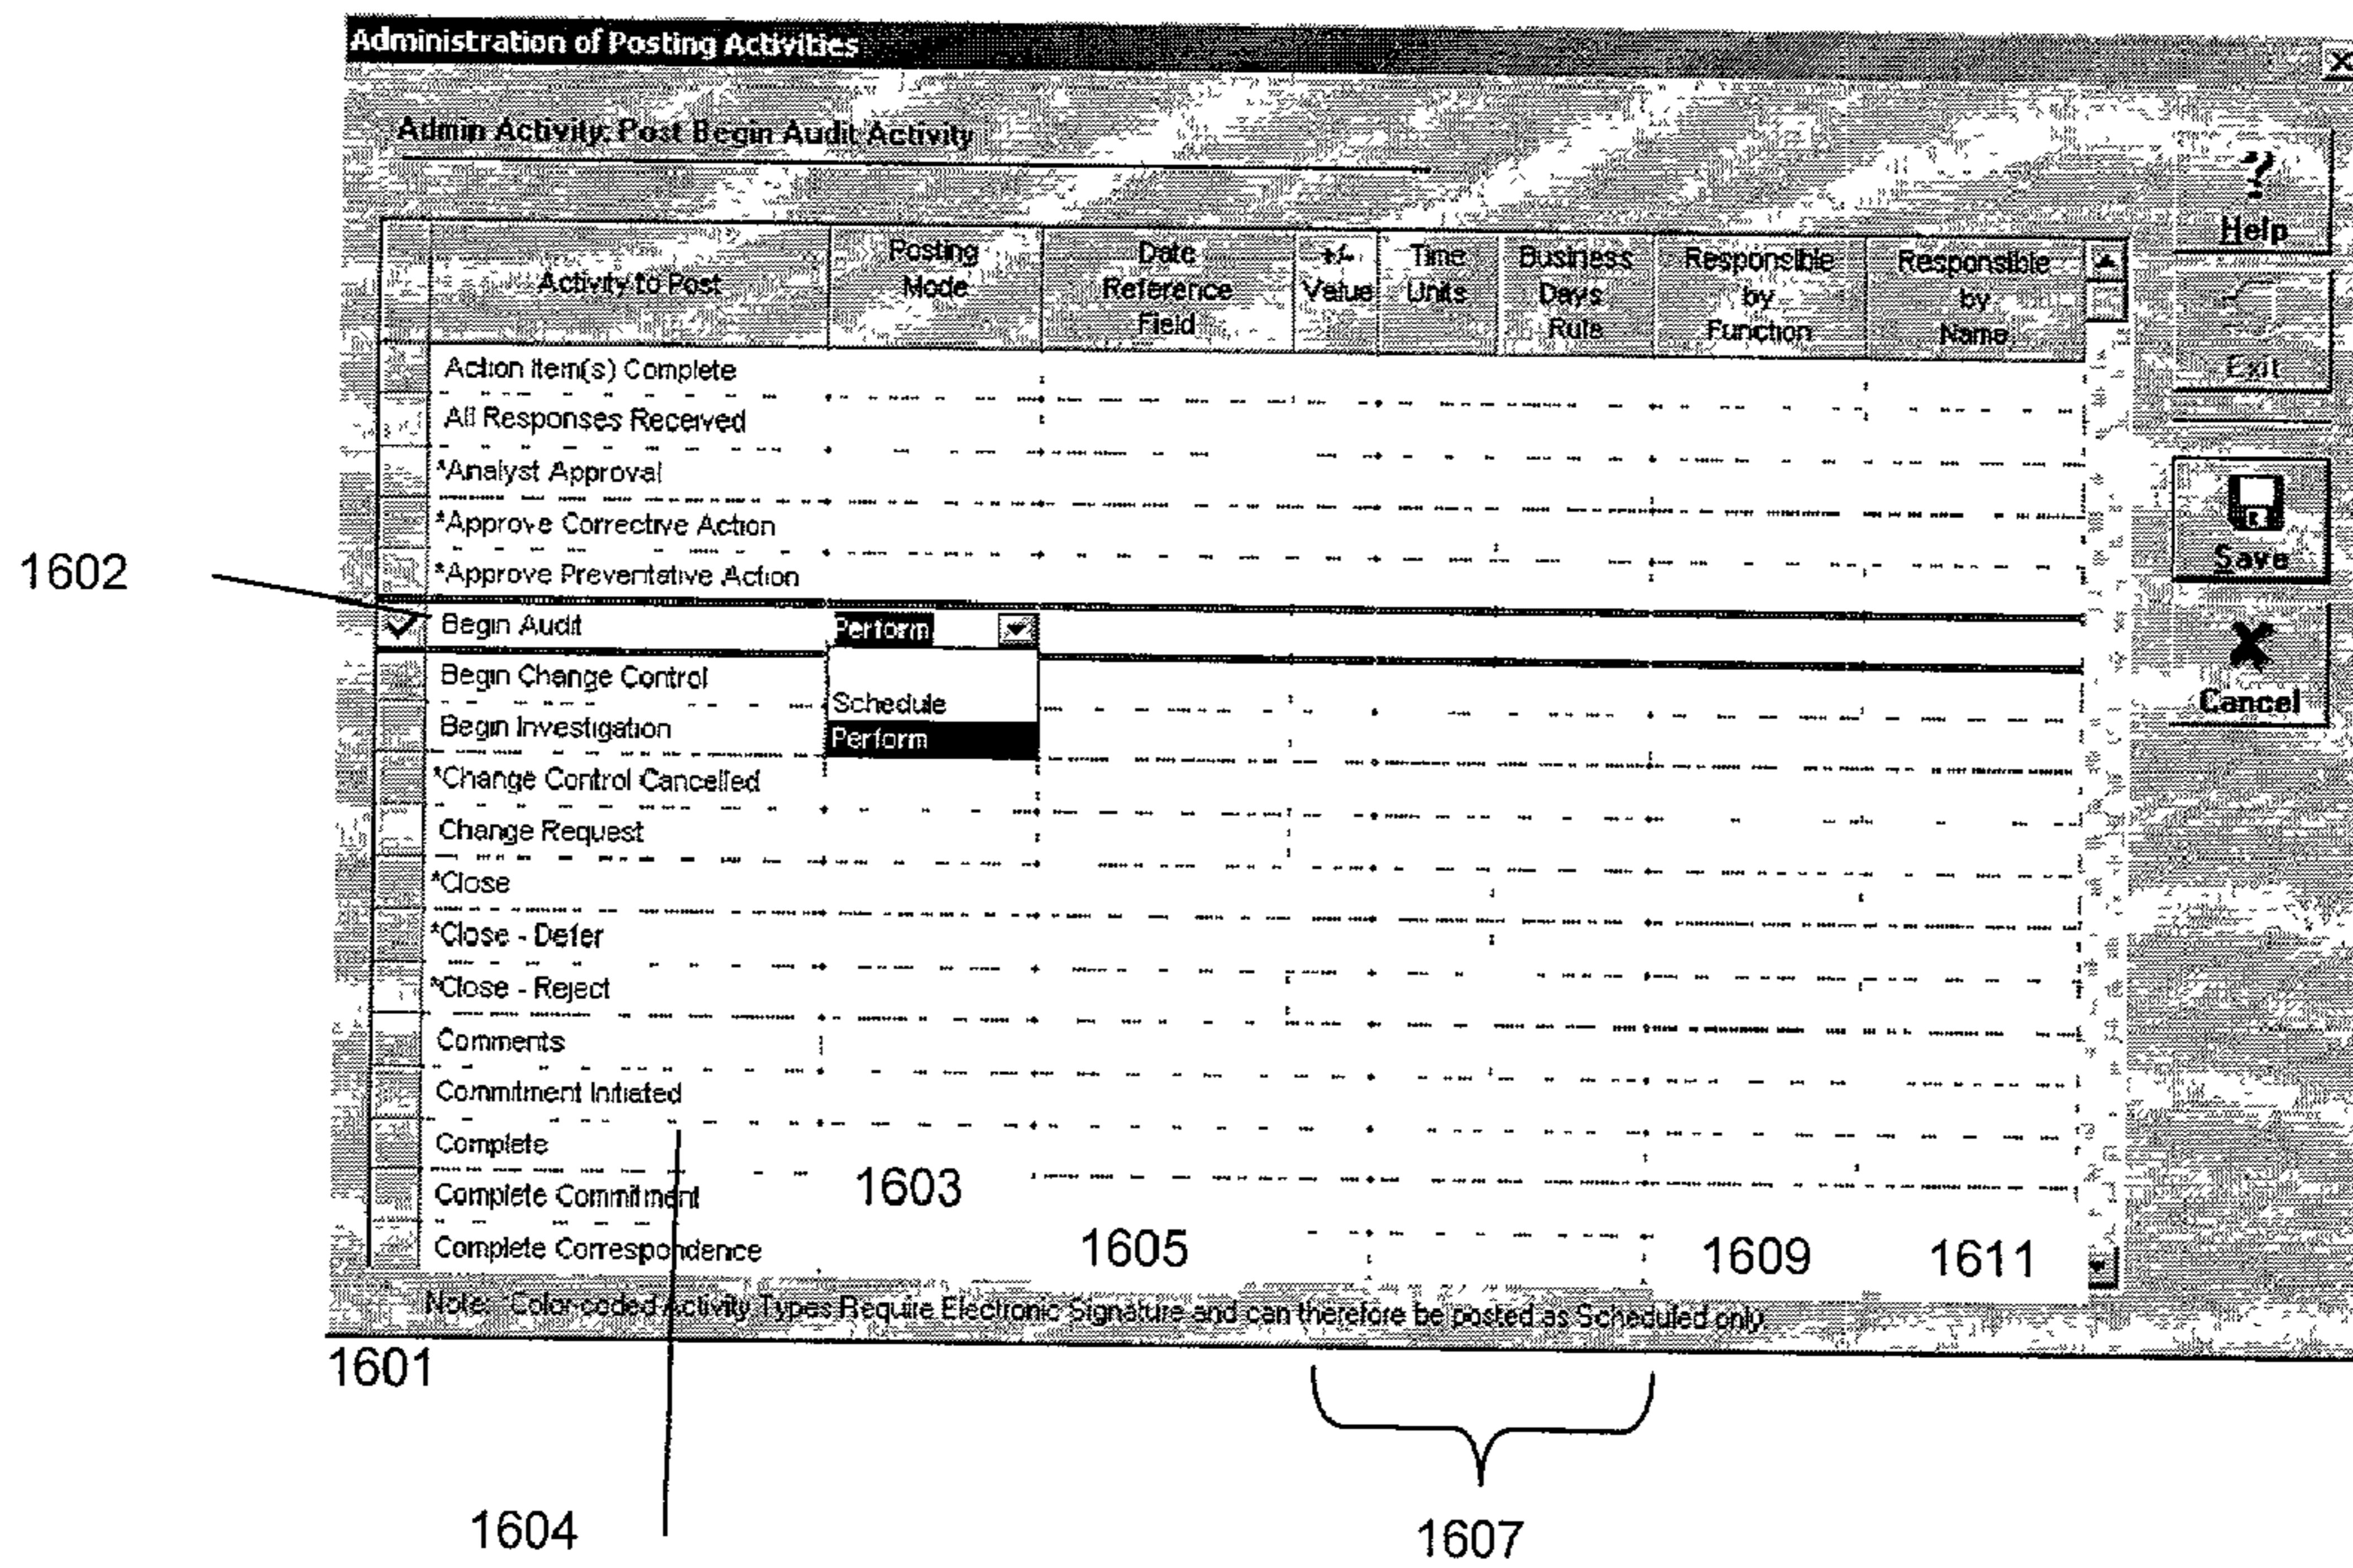 Administration of Posting Activities
Admin Activity: Post Begin Audit Activity
Help
Activity to Post
Posting Mode
Date Reference Field
+/- Value
Time Units
Business Days Rule
Responsible by Function
Responsible by Name
Exit
Action Item(s) Complete
All Responses Received
*Analyst Approval
*Approve Corrective Action
Save
1602
*Approve Preventative Action
Begin Audit Perform
Begin Change Control
Schedule
Cancel
Begin Investigation
Perform
*Change Control Cancelled
Change Request
*Close
*Close - Defer
*Close - Reject
Comments
Commitment Initiated
Complete
Complete Commitment
1603
Complete Correspondence
1605
1609
1611
Note: *Color-coded Activity Types Require Electronic Signature and can therefore be posted as Scheduled only.
1601
1604
1607